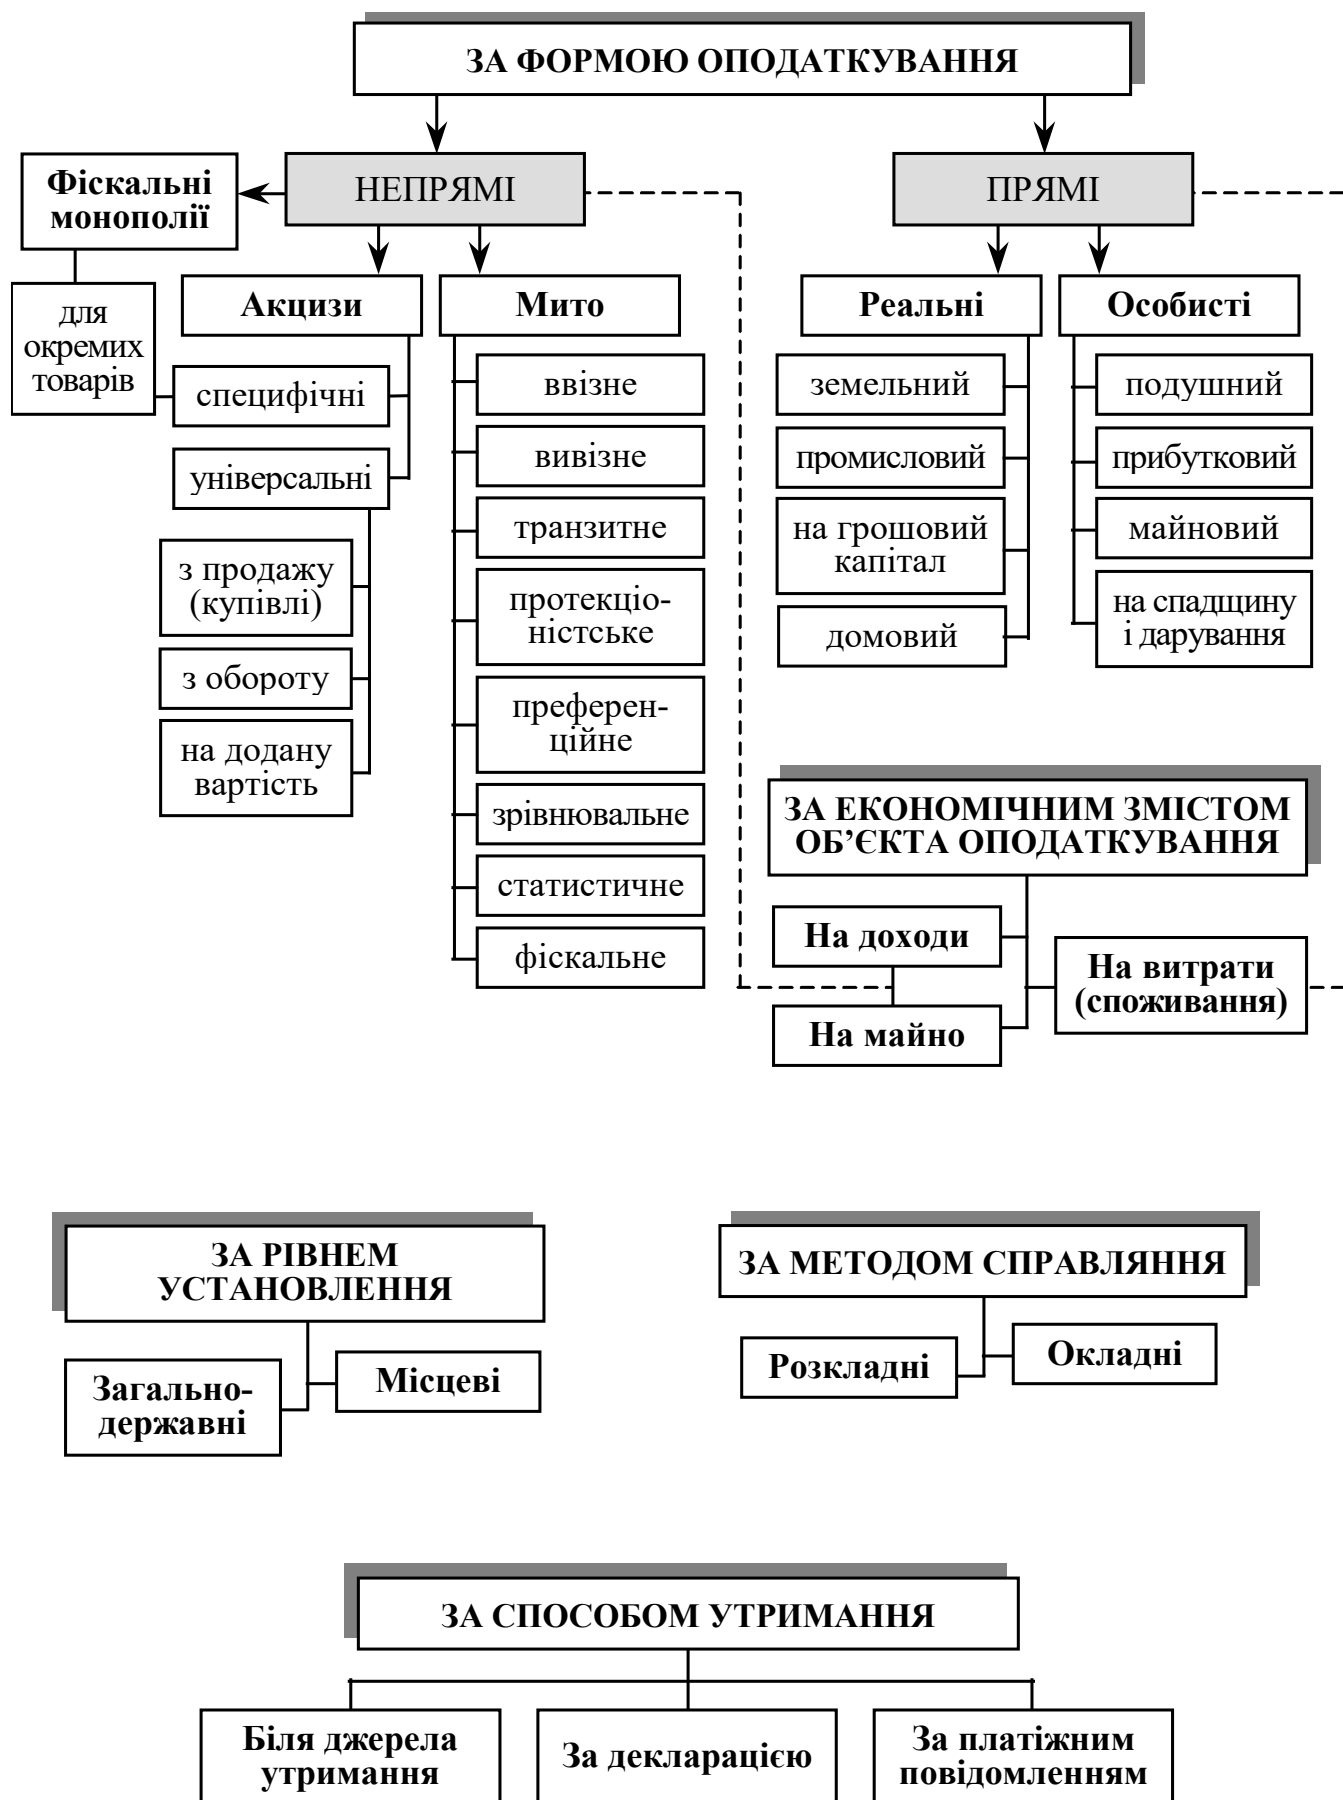 ЗА ФОРМОЮ ОПОДАТКУВАННЯ
Фіскальні
монополії
НЕПРЯМІ
ПРЯМІ
для
окремих
товарів
Акцизи
Мито
Реальні
Особисті
специфічні
універсальні
з продажу
(купівлі)
з обороту
на додану
вартість
ввізне
вивізне
транзитне
протекціо-
ністське
преферен-
ційне
зрівнювальне
статистичне
фіскальне
земельний
промисловий
на грошовий
капітал
домовий
подушний
прибутковий
майновий
на спадщину
і дарування
ЗА ЕКОНОМІЧНИМ ЗМІСТОМ
ОБ’ЄКТА ОПОДАТКУВАННЯ
На доходи
На майно
На витрати
(споживання)
ЗА РІВНЕМ
УСТАНОВЛЕННЯ
Загально-
державні
Місцеві
ЗА МЕТОДОМ СПРАВЛЯННЯ
Розкладні
Окладні
ЗА СПОСОБОМ УТРИМАННЯ
Біля джерела
утримання
За декларацією
За платіжним
повідомленням